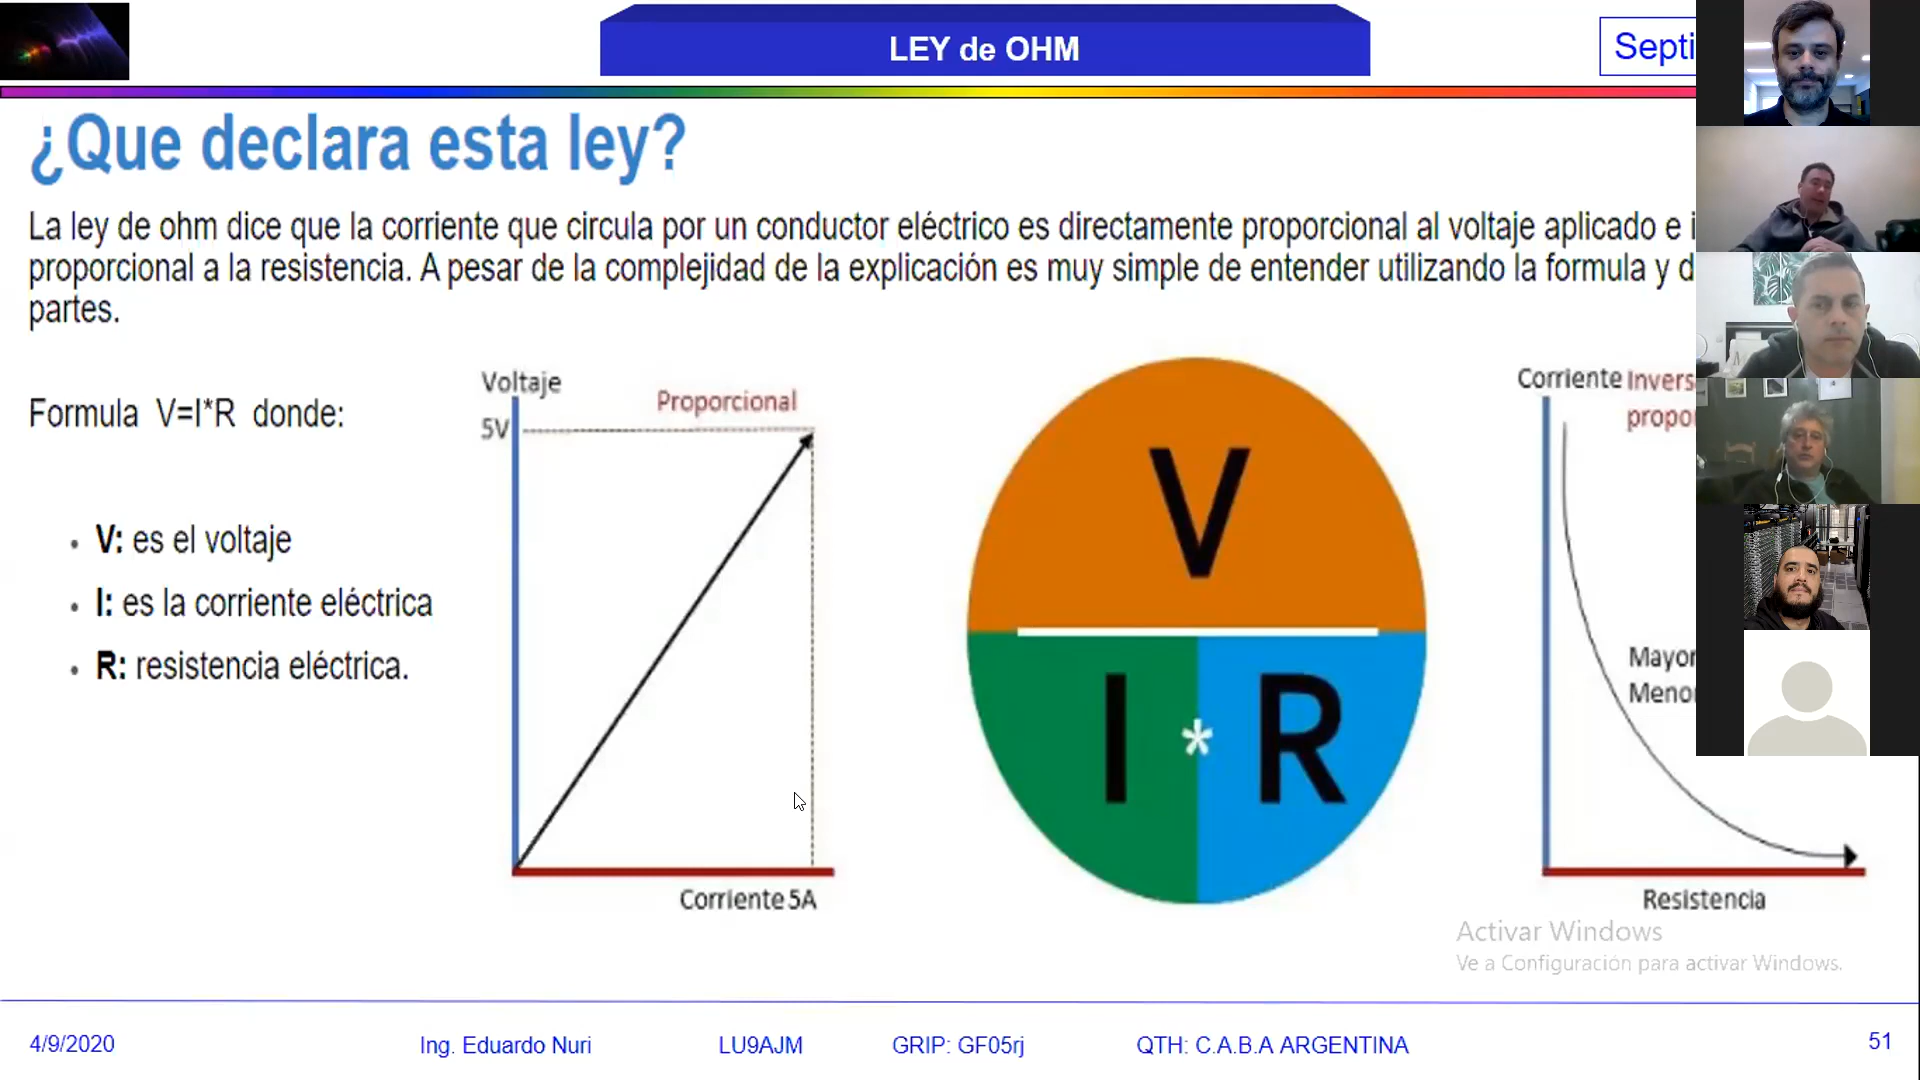 LEY de OHM
Septi
¿Que declara esta ley?
La ley de ohm dice que la corriente que circula por un conductor eléctrico es directamente proporcional al voltaje aplicado e i
proporcional a la resistencia. A pesar de la complejidad de la explicación es muy simple de entender utilizando la formula y d
partes.
Formula V=I*R donde:
• V: es el voltaje
• I: es la corriente eléctrica
• R: resistencia eléctrica.
Voltaje
5V
Proporcional
Corriente 5A
V
I * R
Corriente Invers
propo
Mayor
Menor
Resistencia
Activar Windows
Ve a Configuración para activar Windows.
4/9/2020 Ing. Eduardo Nuri LU9AJM GRIP: GF05rj QTH: C.A.B.A ARGENTINA 51